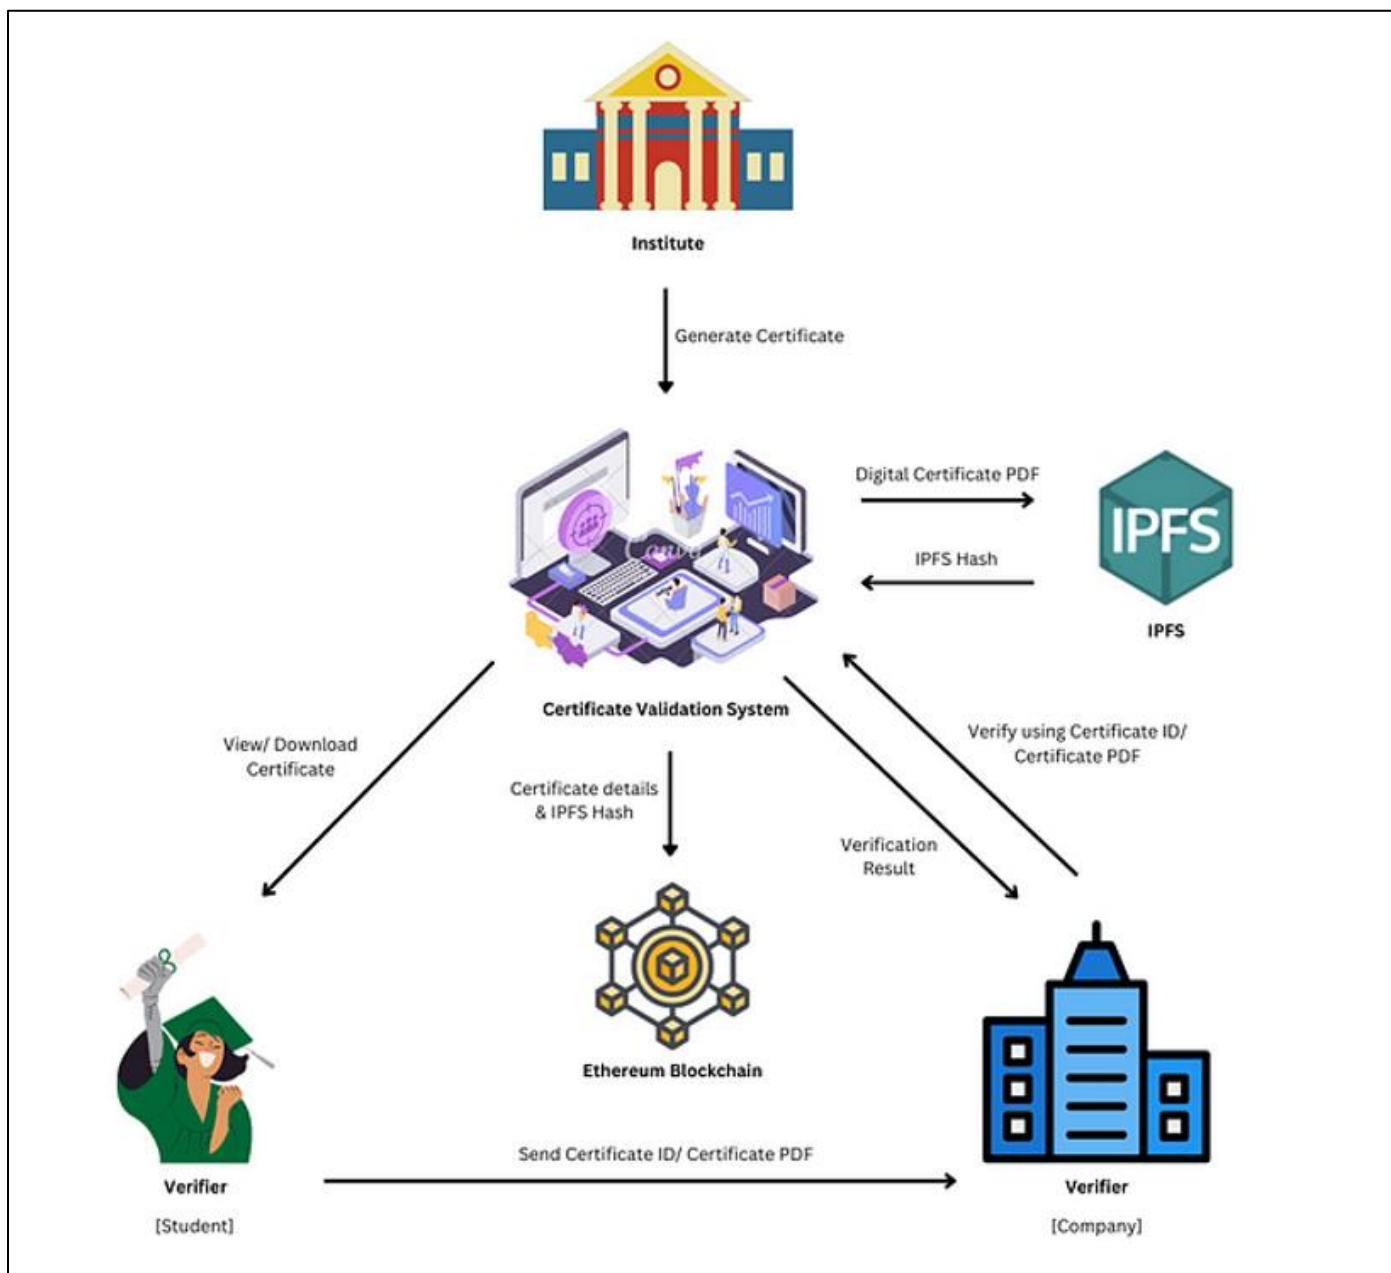 Institute
Generate Certificate
Canva
Digital Certificate PDF
IPFS
IPFS Hash
IPFS
Certificate Validation System
View/ Download
Certificate
Certificate details
& IPFS Hash
Verify using Certificate ID/
Certificate PDF
Verification
Result
Ethereum Blockchain
Send Certificate ID/ Certificate PDF
Verifier
[Student]
Verifier
[Company]